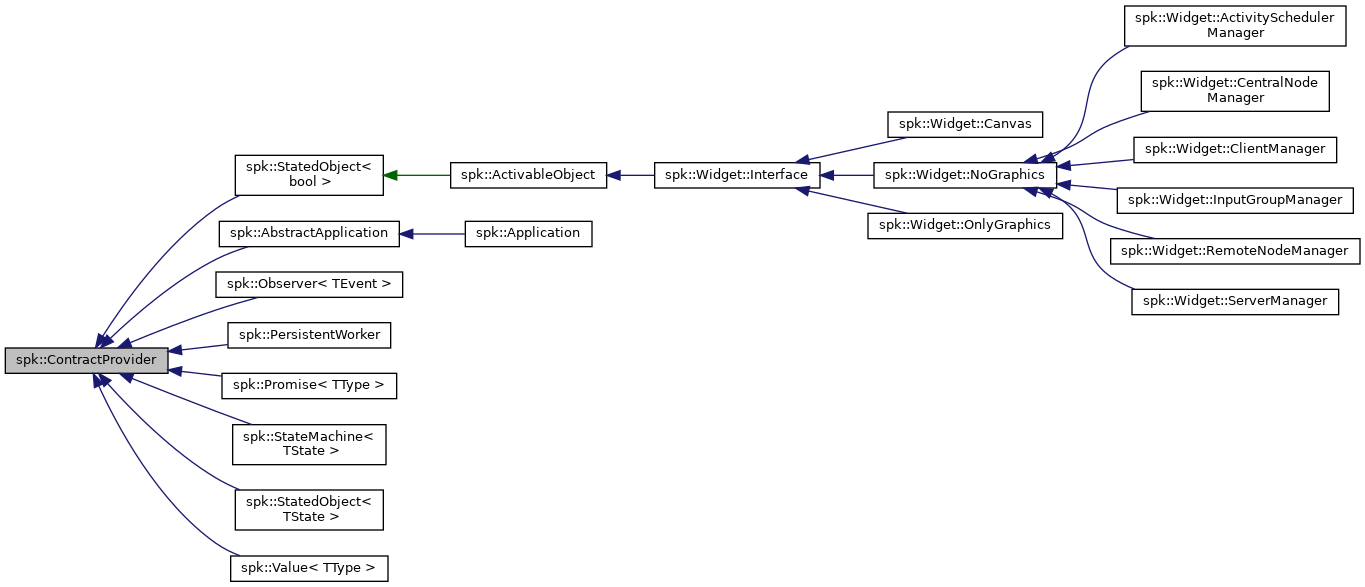 spk::ContractProvider
spk::StatedObject<
bool >
spk::AbstractApplication
spk::Observer< TEvent >
spk::PersistentWorker
spk::Promise< TType >
spk::StateMachine<
TState >
spk::StatedObject<
TState >
spk::Value< TType >
spk::ActivableObject
spk::Application
spk::Widget::Interface
spk::Widget::Canvas
spk::Widget::NoGraphics
spk::Widget::OnlyGraphics
spk::Widget::ActivityScheduler
Manager
spk::Widget::CentralNode
Manager
spk::Widget::ClientManager
spk::Widget::InputGroupManager
spk::Widget::RemoteNodeManager
spk::Widget::ServerManager